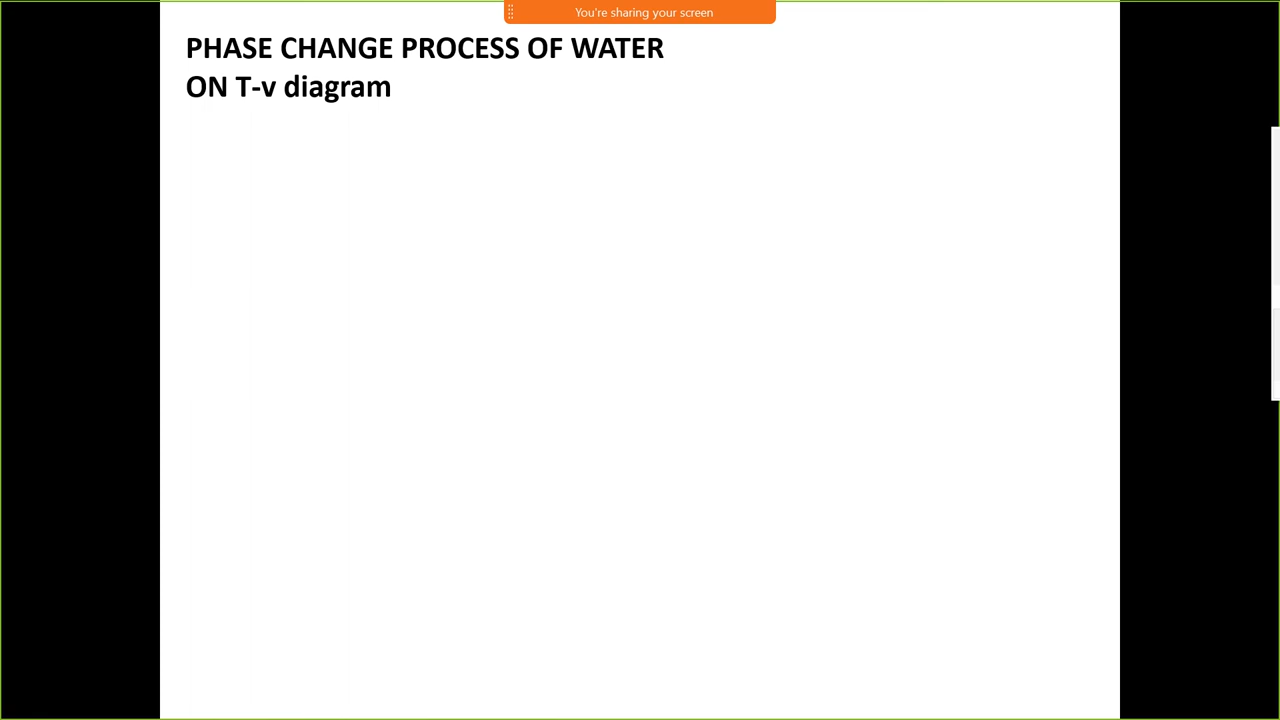 You're sharing your screen
PHASE CHANGE PROCESS OF WATER
ON T-v diagram